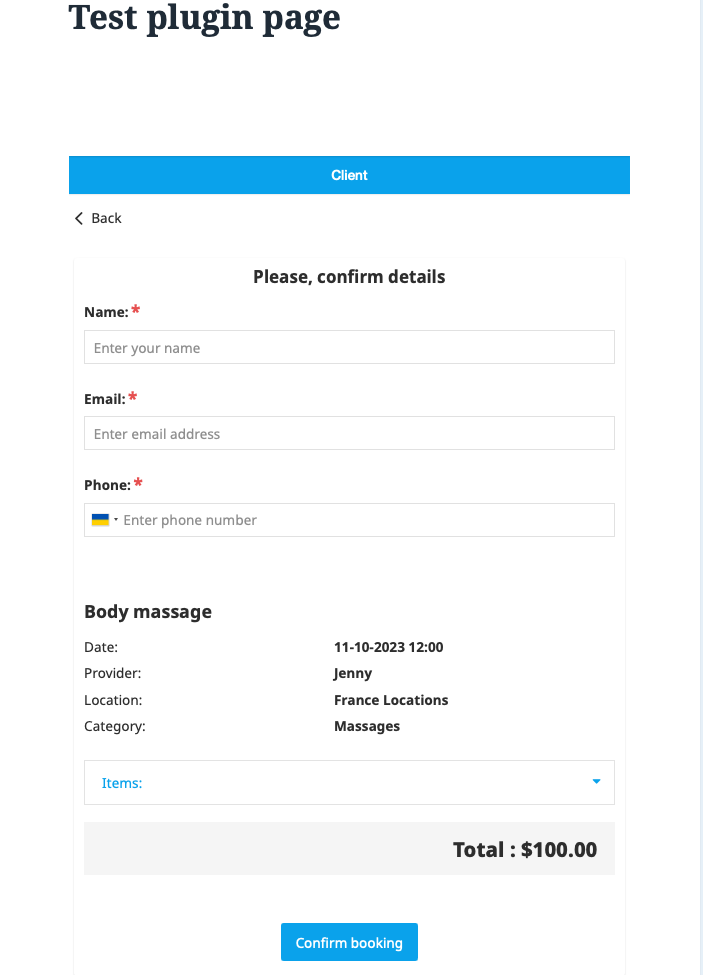 Test plugin page
Client
Back
Please, confirm details
Name: *
Enter your name
Email: *
Enter email address
Phone: *
Enter phone number
Body massage
Date: 11-10-2023 12:00
Provider: Jenny
Location: France Locations
Category: Massages
Items:
Total : $100.00
Confirm booking